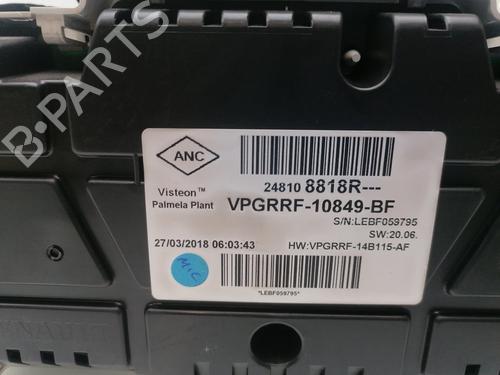 B-PARTS
ANC
Visteon™
Palmela Plant
24810 8818R---
VPGRRF-10849-BF
S/N:LEBF059795
SW:20.06.
27/03/2018 06:03:43
HW:VPGRRF-14B115-AF
MIC
*LEBF059795*